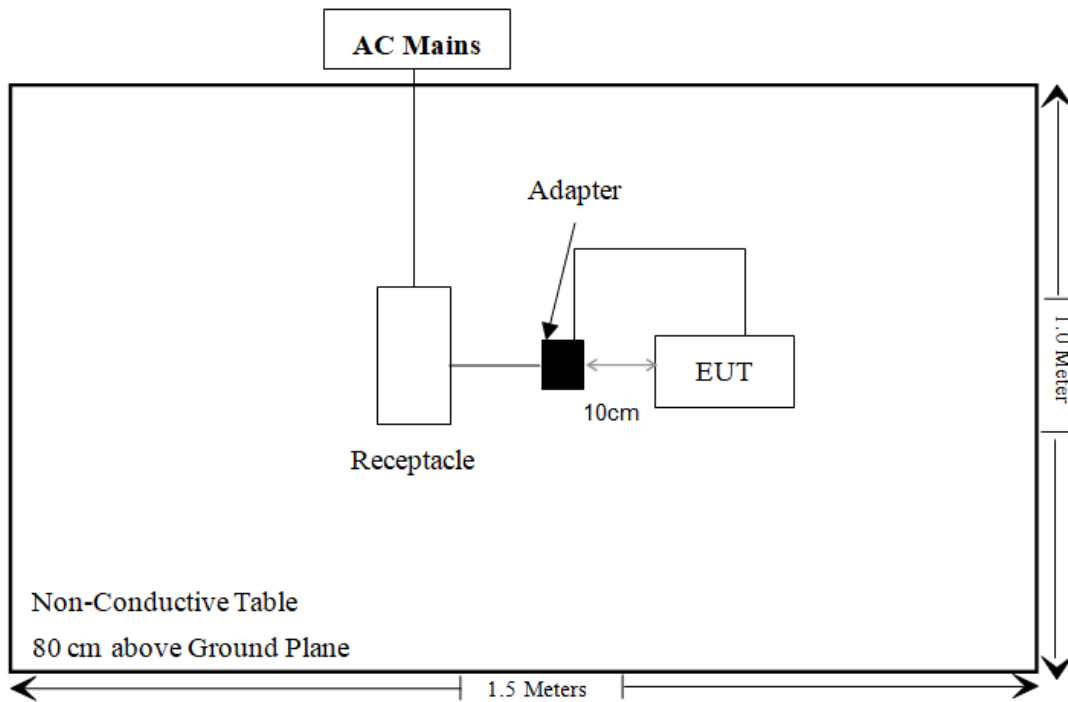 AC Mains
Adapter
EUT
10cm
Receptacle
1.0 Meter
Non-Conductive Table
80 cm above Ground Plane
1.5 Meters